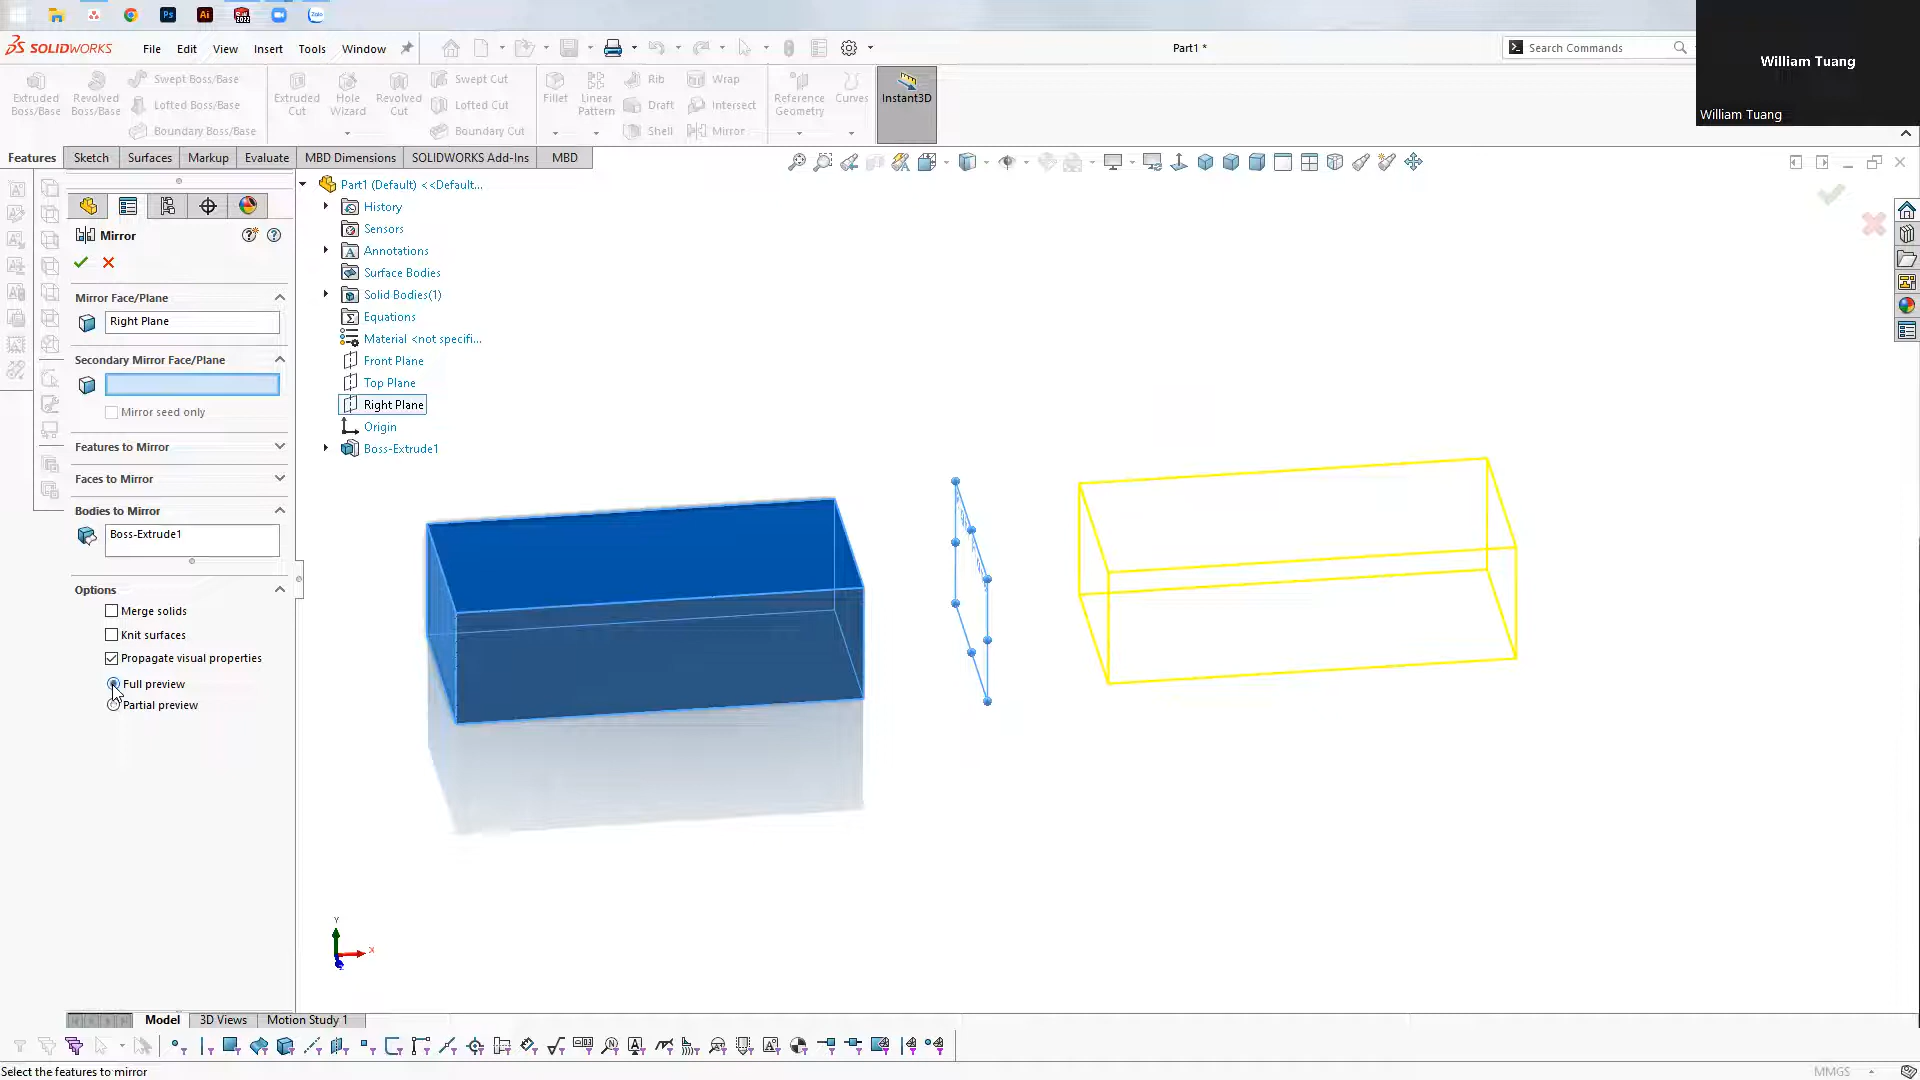 SOLIDWORKS
File Edit View Insert Tools Window
Part1 *
Search Commands
William Tuang
William Tuang
Extruded Boss/Base
Revolved Boss/Base
Swept Boss/Base
Lofted Boss/Base
Boundary Boss/Base
Extruded Cut
Hole Wizard
Revolved Cut
Swept Cut
Lofted Cut
Boundary Cut
Fillet
Linear Pattern
Rib
Draft
Shell
Wrap
Intersect
Mirror
Reference Geometry
Curves
Instant3D
Features Sketch Surfaces Markup Evaluate MBD Dimensions SOLIDWORKS Add-Ins MBD
Mirror
Mirror Face/Plane
Right Plane
Secondary Mirror Face/Plane
Mirror seed only
Features to Mirror
Faces to Mirror
Bodies to Mirror
Boss-Extrude1
Options
Merge solids
Knit surfaces
Propagate visual properties
Full preview
Partial preview
Part1 (Default) <<Default...
History
Sensors
Annotations
Surface Bodies
Solid Bodies(1)
Equations
Material <not specifi...
Front Plane
Top Plane
Right Plane
Origin
Boss-Extrude1
Y
X
Model 3D Views Motion Study 1
Select the features to mirror
MMGS